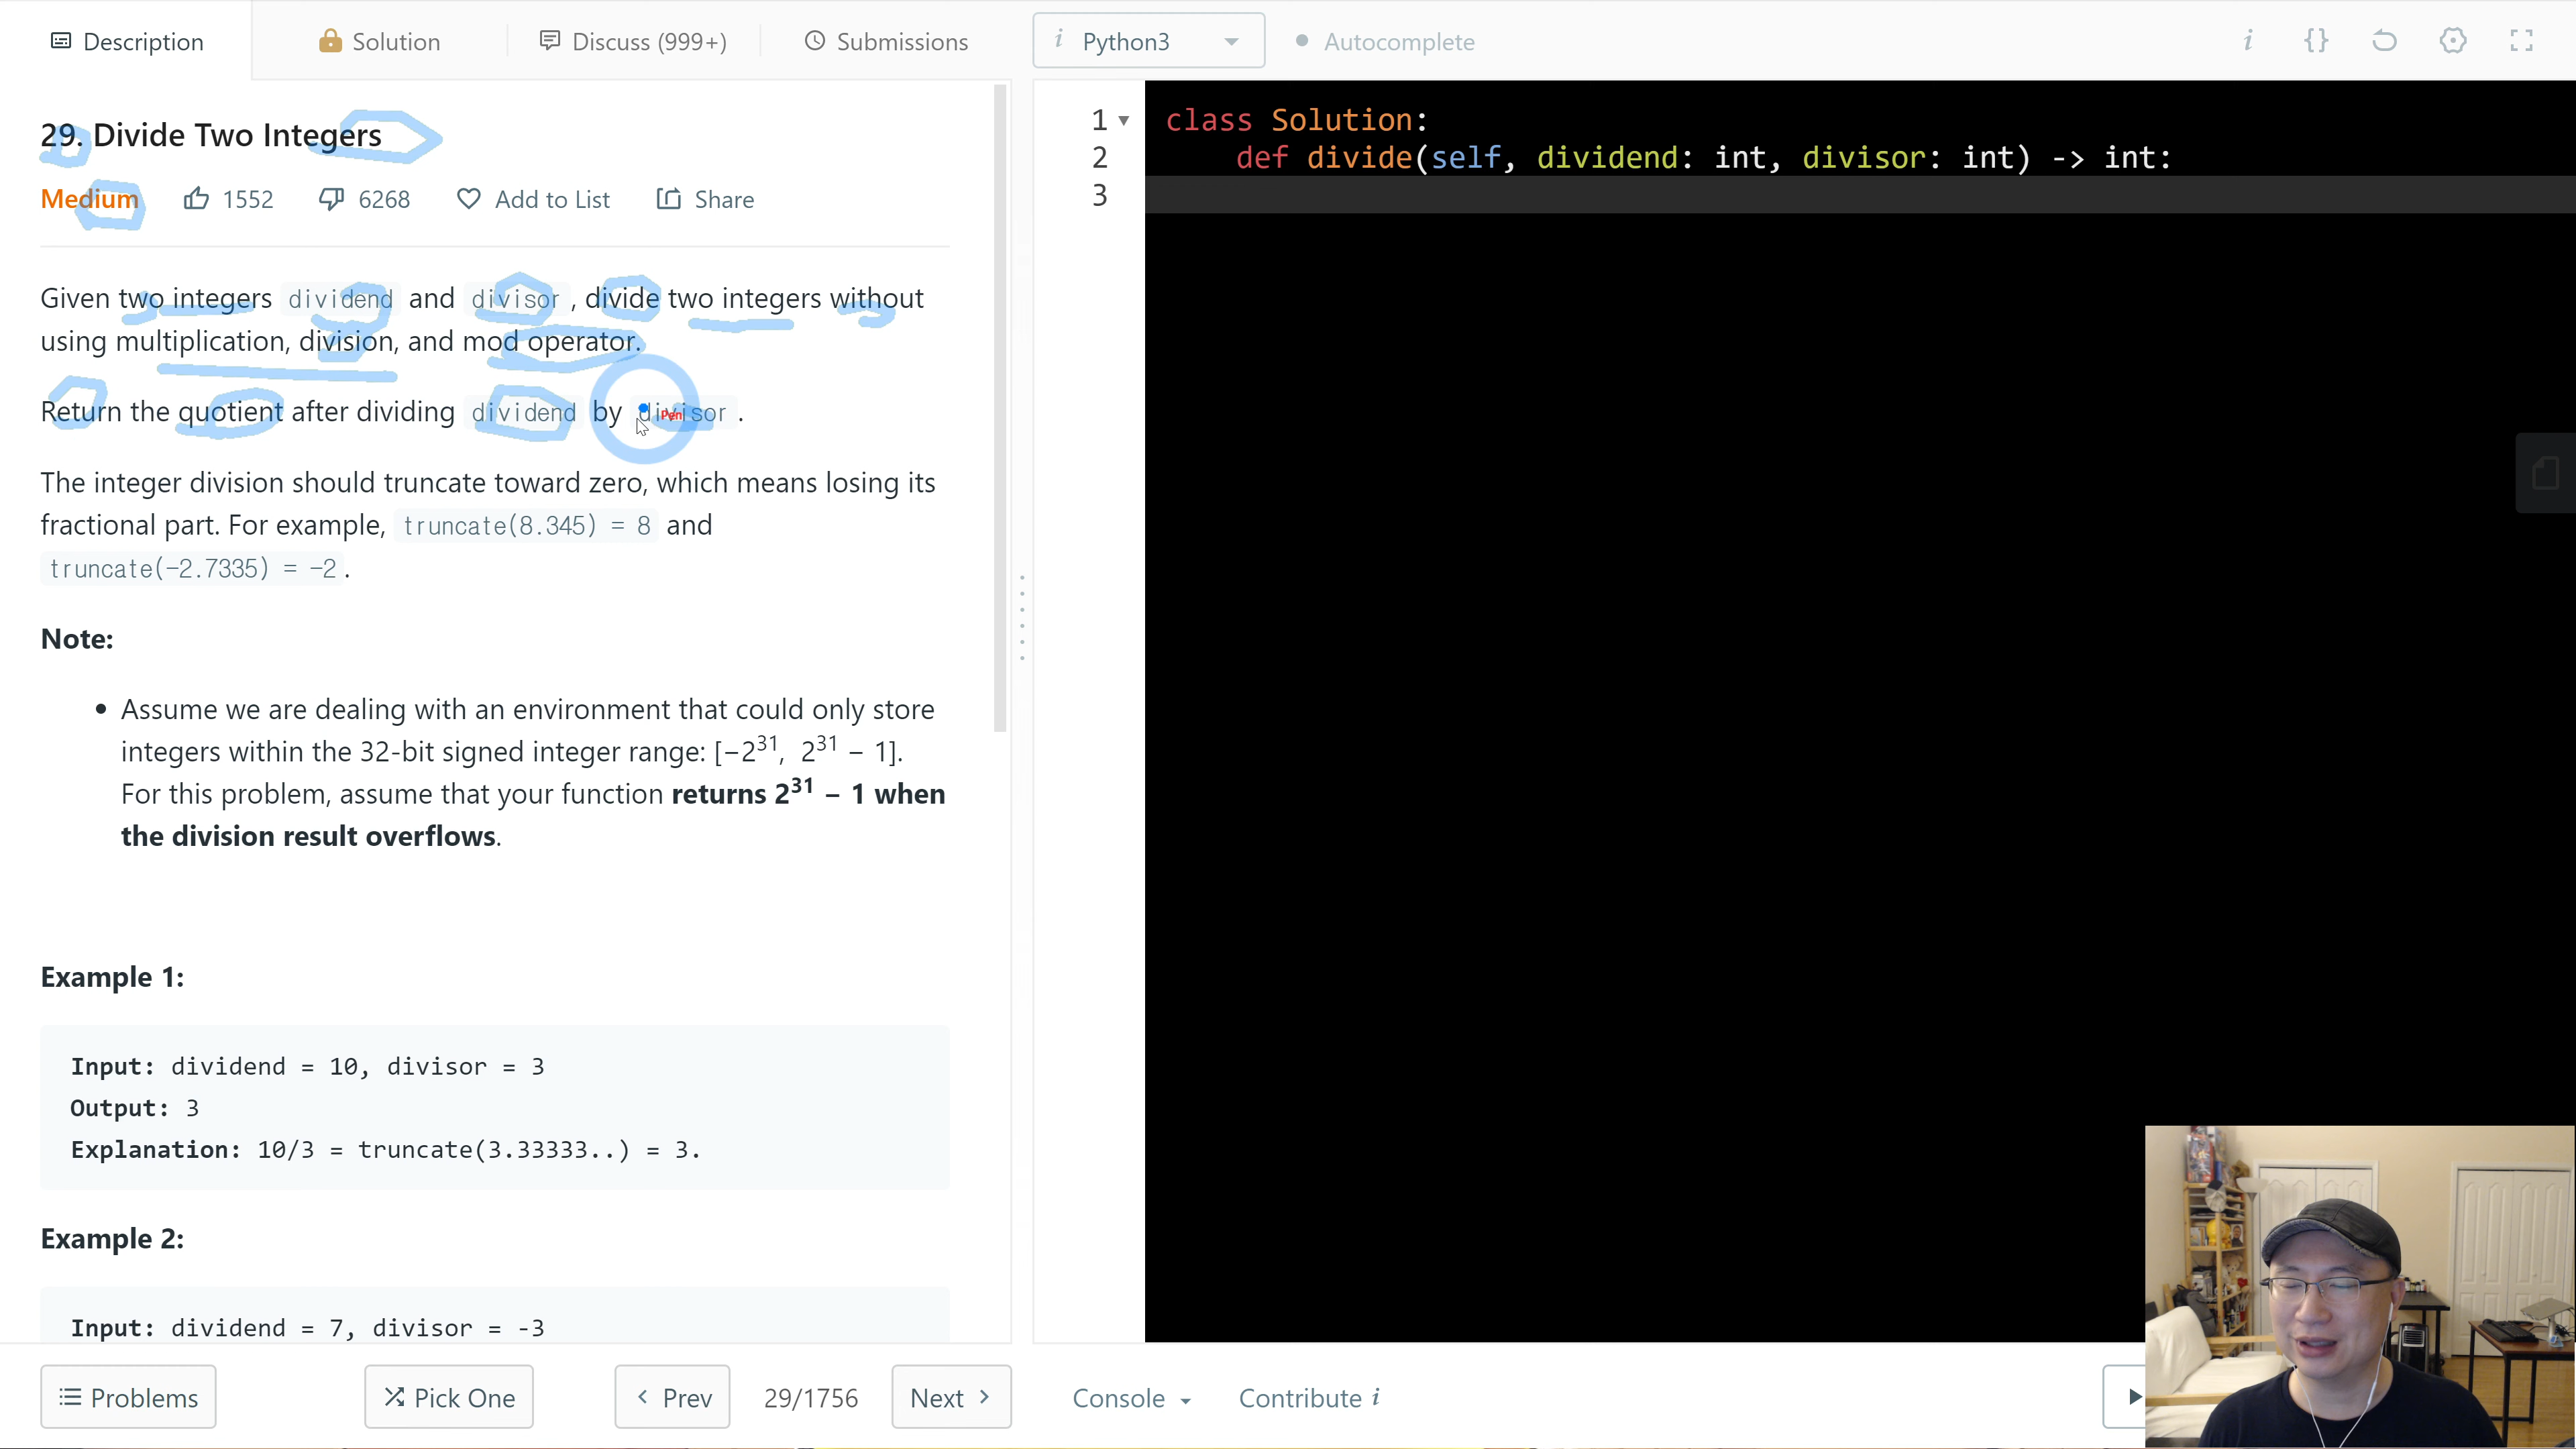 Description
Solution
Discuss (999+)
Submissions
i Python3
Autocomplete
i {}
29. Divide Two Integers
Medium 1552 6268 Add to List Share
Given two integers dividend and divisor , divide two integers without
using multiplication, division, and mod operator.
Return the quotient after dividing dividend by divisor .
Pen
The integer division should truncate toward zero, which means losing its
fractional part. For example, truncate(8.345) = 8 and
truncate(-2.7335) = -2 .
Note:
• Assume we are dealing with an environment that could only store
integers within the 32-bit signed integer range: [−2³¹, 2³¹ − 1].
For this problem, assume that your function returns 2³¹ − 1 when
the division result overflows.
Example 1:
Input: dividend = 10, divisor = 3
Output: 3
Explanation: 10/3 = truncate(3.33333..) = 3.
Example 2:
Input: dividend = 7, divisor = -3
1 class Solution:
2 def divide(self, dividend: int, divisor: int) -> int:
3
Problems
Pick One
Prev
29/1756
Next
Console
Contribute i